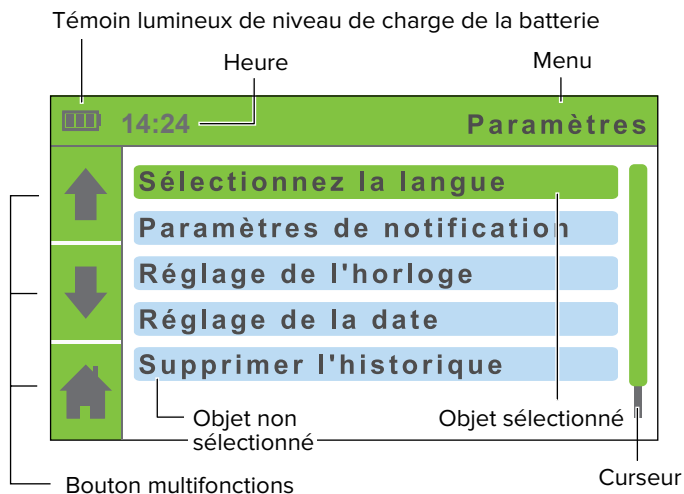 Témoin lumineux de niveau de charge de la batterie
Heure
Menu
14:24
Paramètres
Sélectionnez la langue
Paramètres de notification
Réglage de l'horloge
Réglage de la date
Supprimer l'historique
Objet non
sélectionné
Objet sélectionné
Bouton multifonctions
Curseur